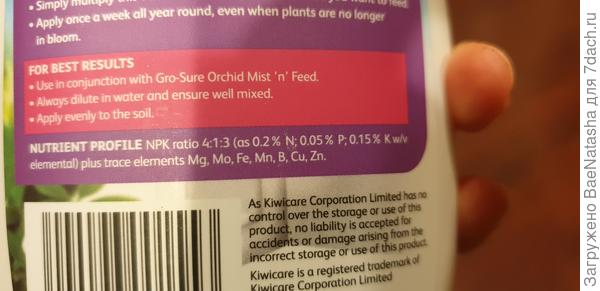 • Simply multiply
• Apply once a week all year round, even when plants are no longer
in bloom.
FOR BEST RESULTS
• Use in conjunction with Gro-Sure Orchid Mist 'n' Feed.
• Always dilute in water and ensure well mixed.
• Apply evenly to the soil.
NUTRIENT PROFILE NPK ratio 4:1:3 (as 0.2% N; 0.05% P; 0.15% K w/v
elemental) plus trace elements Mg, Mo, Fe, Mn, B, Cu, Zn.
As Kiwicare Corporation Limited has no
control over the storage or use of this
product, no liability is accepted for
accidents or damage arising from the
incorrect storage or use of this product.
Kiwicare is a registered trademark of
Kiwicare Corporation Limited
Загружено BaeNatasha для 7dach.ru